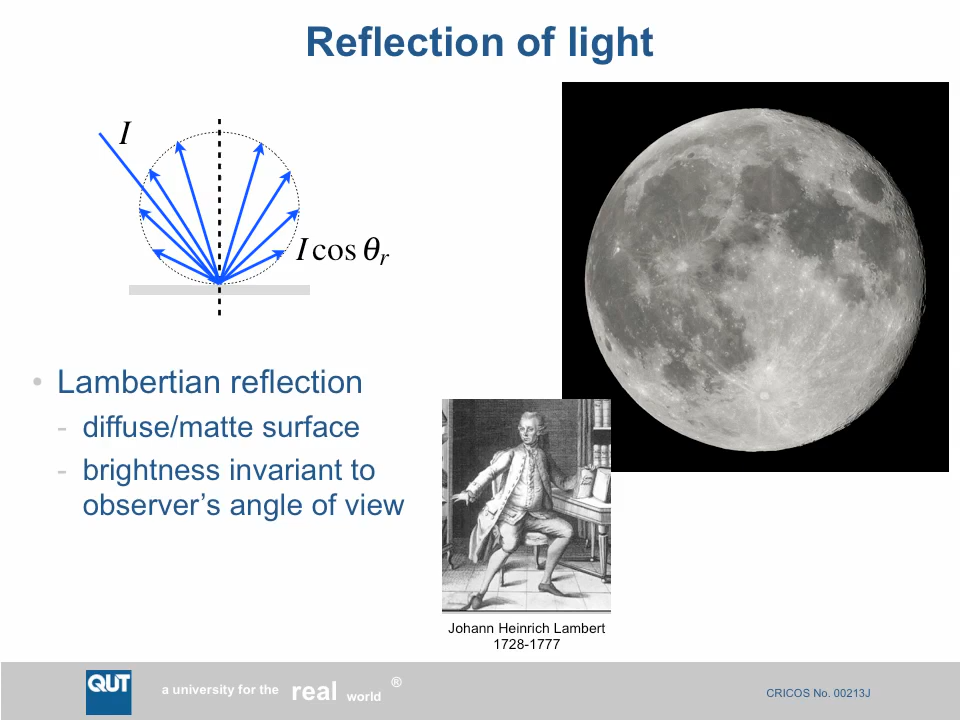 Reflection of light
I
I cos θr
• Lambertian reflection
- diffuse/matte surface
- brightness invariant to
observer’s angle of view
Johann Heinrich Lambert
1728-1777
QUT
a university for the real world ®
CRICOS No. 00213J